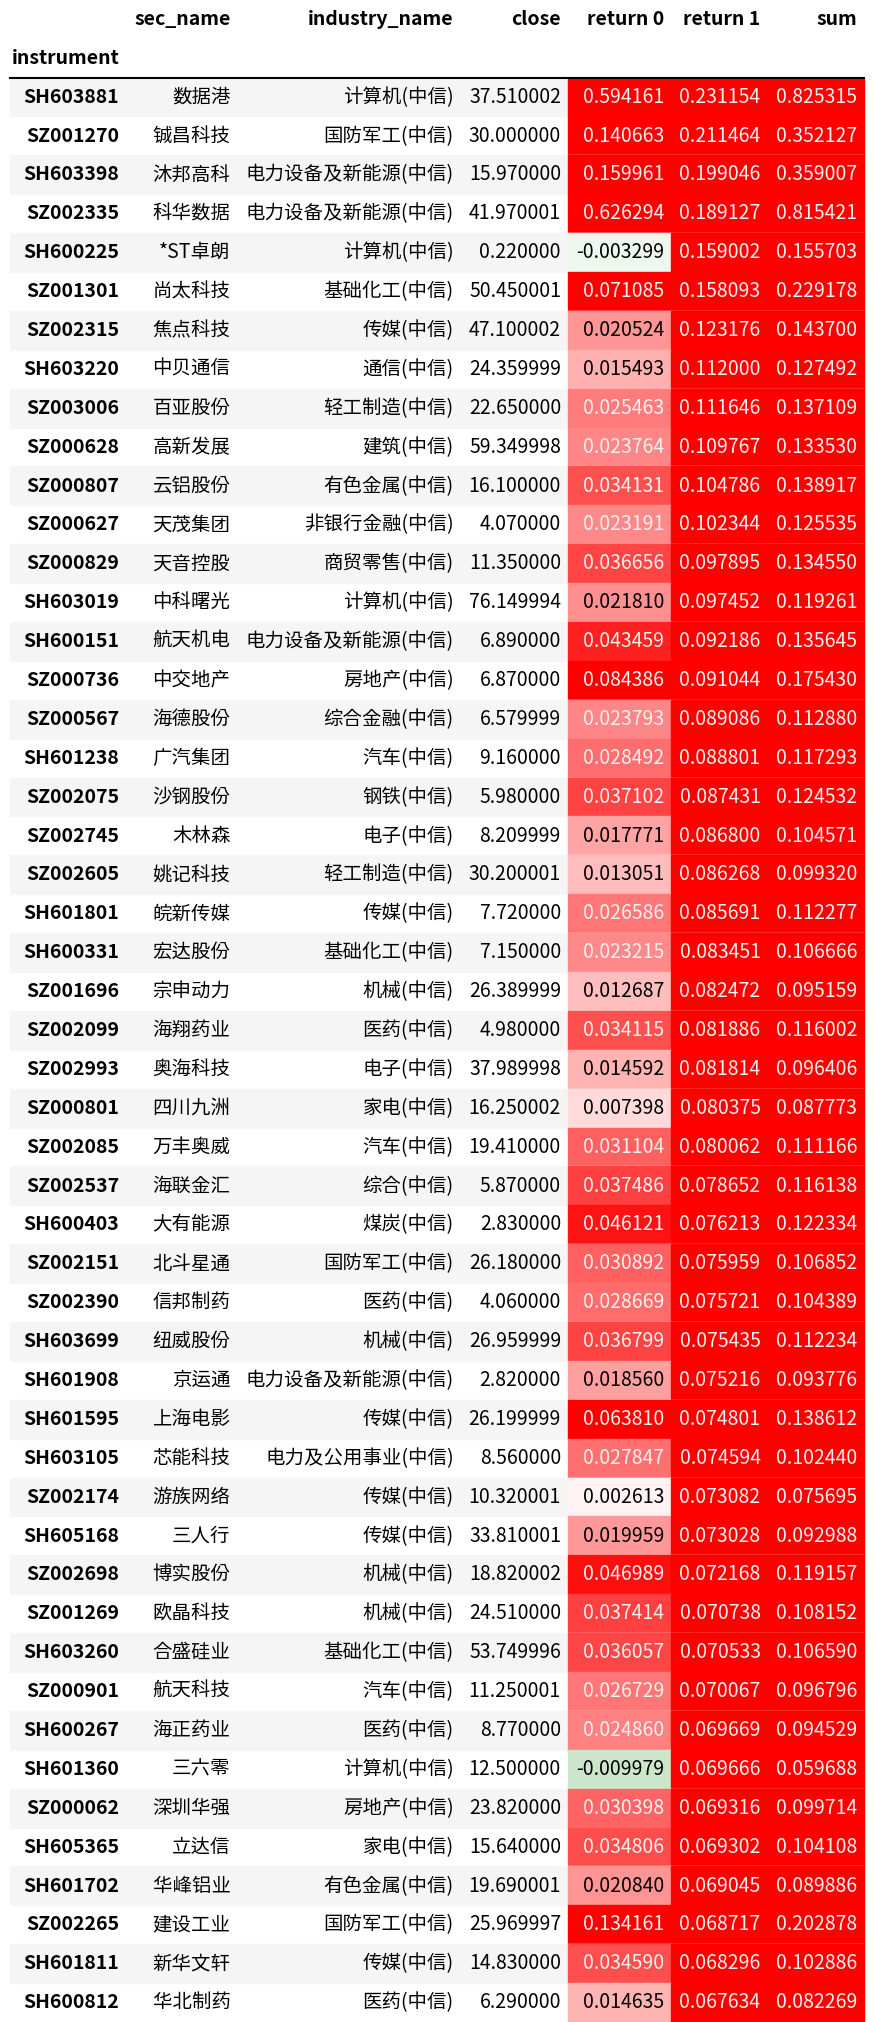 sec_name industry_name close return 0 return 1 sum
instrument
SH603881 数据港 计算机(中信) 37.510002 0.594161 0.231154 0.825315
SZ001270 铖昌科技 国防军工(中信) 30.000000 0.140663 0.211464 0.352127
SH603398 沐邦高科 电力设备及新能源(中信) 15.970000 0.159961 0.199046 0.359007
SZ002335 科华数据 电力设备及新能源(中信) 41.970001 0.626294 0.189127 0.815421
SH600225 *ST卓朗 计算机(中信) 0.220000 -0.003299 0.159002 0.155703
SZ001301 尚太科技 基础化工(中信) 50.450001 0.071085 0.158093 0.229178
SZ002315 焦点科技 传媒(中信) 47.100002 0.020524 0.123176 0.143700
SH603220 中贝通信 通信(中信) 24.359999 0.015493 0.112000 0.127492
SZ003006 百亚股份 轻工制造(中信) 22.650000 0.025463 0.111646 0.137109
SZ000628 高新发展 建筑(中信) 59.349998 0.023764 0.109767 0.133530
SZ000807 云铝股份 有色金属(中信) 16.100000 0.034131 0.104786 0.138917
SZ000627 天茂集团 非银行金融(中信) 4.070000 0.023191 0.102344 0.125535
SZ000829 天音控股 商贸零售(中信) 11.350000 0.036656 0.097895 0.134550
SH603019 中科曙光 计算机(中信) 76.149994 0.021810 0.097452 0.119261
SH600151 航天机电 电力设备及新能源(中信) 6.890000 0.043459 0.092186 0.135645
SZ000736 中交地产 房地产(中信) 6.870000 0.084386 0.091044 0.175430
SZ000567 海德股份 综合金融(中信) 6.579999 0.023793 0.089086 0.112880
SH601238 广汽集团 汽车(中信) 9.160000 0.028492 0.088801 0.117293
SZ002075 沙钢股份 钢铁(中信) 5.980000 0.037102 0.087431 0.124532
SZ002745 木林森 电子(中信) 8.209999 0.017771 0.086800 0.104571
SZ002605 姚记科技 轻工制造(中信) 30.200001 0.013051 0.086268 0.099320
SH601801 皖新传媒 传媒(中信) 7.720000 0.026586 0.085691 0.112277
SH600331 宏达股份 基础化工(中信) 7.150000 0.023215 0.083451 0.106666
SZ001696 宗申动力 机械(中信) 26.389999 0.012687 0.082472 0.095159
SZ002099 海翔药业 医药(中信) 4.980000 0.034115 0.081886 0.116002
SZ002993 奥海科技 电子(中信) 37.989998 0.014592 0.081814 0.096406
SZ000801 四川九洲 家电(中信) 16.250002 0.007398 0.080375 0.087773
SZ002085 万丰奥威 汽车(中信) 19.410000 0.031104 0.080062 0.111166
SZ002537 海联金汇 综合(中信) 5.870000 0.037486 0.078652 0.116138
SH600403 大有能源 煤炭(中信) 2.830000 0.046121 0.076213 0.122334
SZ002151 北斗星通 国防军工(中信) 26.180000 0.030892 0.075959 0.106852
SZ002390 信邦制药 医药(中信) 4.060000 0.028669 0.075721 0.104389
SH603699 纽威股份 机械(中信) 26.959999 0.036799 0.075435 0.112234
SH601908 京运通 电力设备及新能源(中信) 2.820000 0.018560 0.075216 0.093776
SH601595 上海电影 传媒(中信) 26.199999 0.063810 0.074801 0.138612
SH603105 芯能科技 电力及公用事业(中信) 8.560000 0.027847 0.074594 0.102440
SZ002174 游族网络 传媒(中信) 10.320001 0.002613 0.073082 0.075695
SH605168 三人行 传媒(中信) 33.810001 0.019959 0.073028 0.092988
SZ002698 博实股份 机械(中信) 18.820002 0.046989 0.072168 0.119157
SZ001269 欧晶科技 机械(中信) 24.510000 0.037414 0.070738 0.108152
SH603260 合盛硅业 基础化工(中信) 53.749996 0.036057 0.070533 0.106590
SZ000901 航天科技 汽车(中信) 11.250001 0.026729 0.070067 0.096796
SH600267 海正药业 医药(中信) 8.770000 0.024860 0.069669 0.094529
SH601360 三六零 计算机(中信) 12.500000 -0.009979 0.069666 0.059688
SZ000062 深圳华强 房地产(中信) 23.820000 0.030398 0.069316 0.099714
SH605365 立达信 家电(中信) 15.640000 0.034806 0.069302 0.104108
SH601702 华峰铝业 有色金属(中信) 19.690001 0.020840 0.069045 0.089886
SZ002265 建设工业 国防军工(中信) 25.969997 0.134161 0.068717 0.202878
SH601811 新华文轩 传媒(中信) 14.830000 0.034590 0.068296 0.102886
SH600812 华北制药 医药(中信) 6.290000 0.014635 0.067634 0.082269